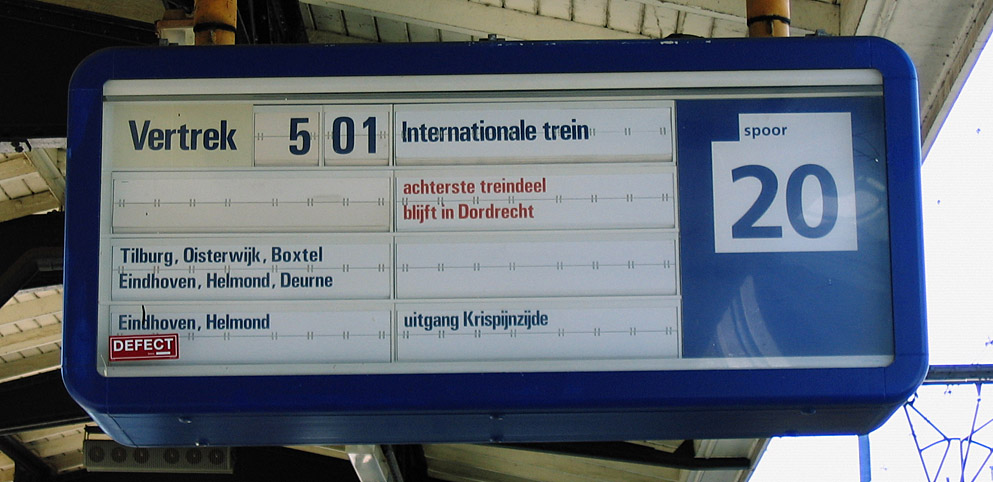 Vertrek 5 01 Internationale trein
spoor
20
achterste treindeel
blijft in Dordrecht
Tilburg, Oisterwijk, Boxtel
Eindhoven, Helmond, Deurne
Eindhoven, Helmond
uitgang Krispijnzijde
DEFECT